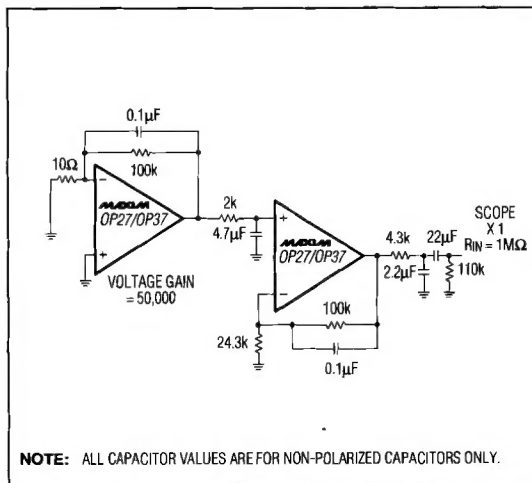 0.1µF
10Ω
100k
−
+
MAXIM
OP27/OP37
VOLTAGE GAIN
= 50,000
2k
4.7µF
+
−
MAXIM
OP27/OP37
100k
24.3k
0.1µF
4.3k
22µF
2.2µF
110k
SCOPE
X 1
RIN = 1MΩ
NOTE: ALL CAPACITOR VALUES ARE FOR NON-POLARIZED CAPACITORS ONLY.